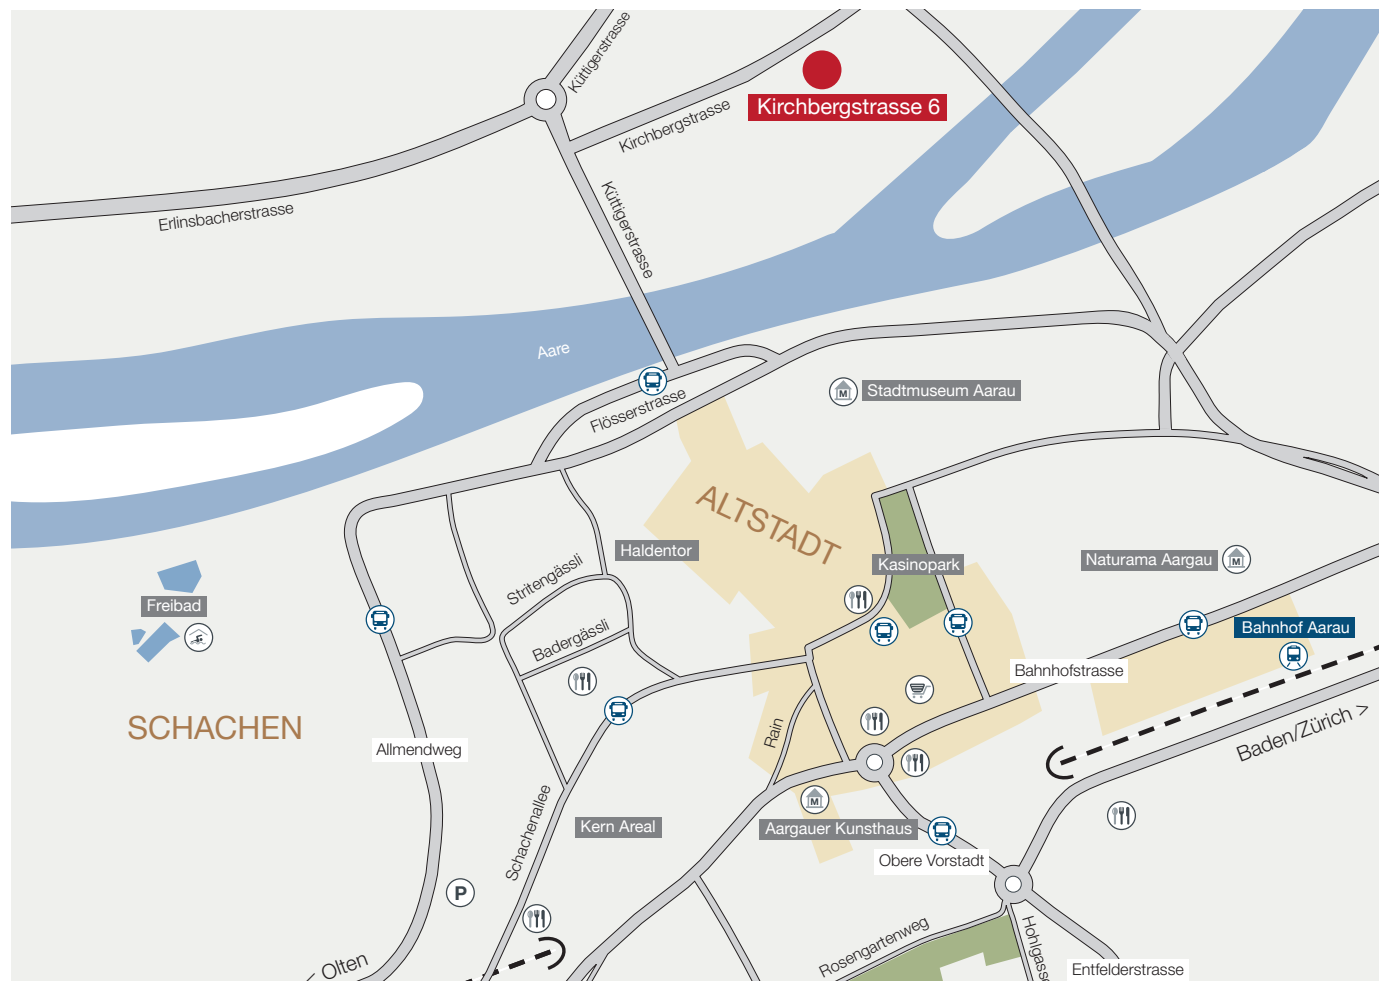 Küttigerstrasse
Kirchbergstrasse 6
Kirchbergstrasse
Erlinsbacherstrasse
Küttigerstrasse
Aare
Stadtmuseum Aarau
M
Flösserstrasse
ALTSTADT
Haldentor
Kasinopark
Naturama Aargau
M
Stritengässli
Freibad
Badergässli
Bahnhof Aarau
Bahnhofstrasse
SCHACHEN
Allmendweg
Rain
Baden/Zürich >
M
Schachenallee
Kern Areal
Aargauer Kunsthaus
Obere Vorstadt
P
Rosengartenweg
Hohlgasse
< Olten
Entfelderstrasse